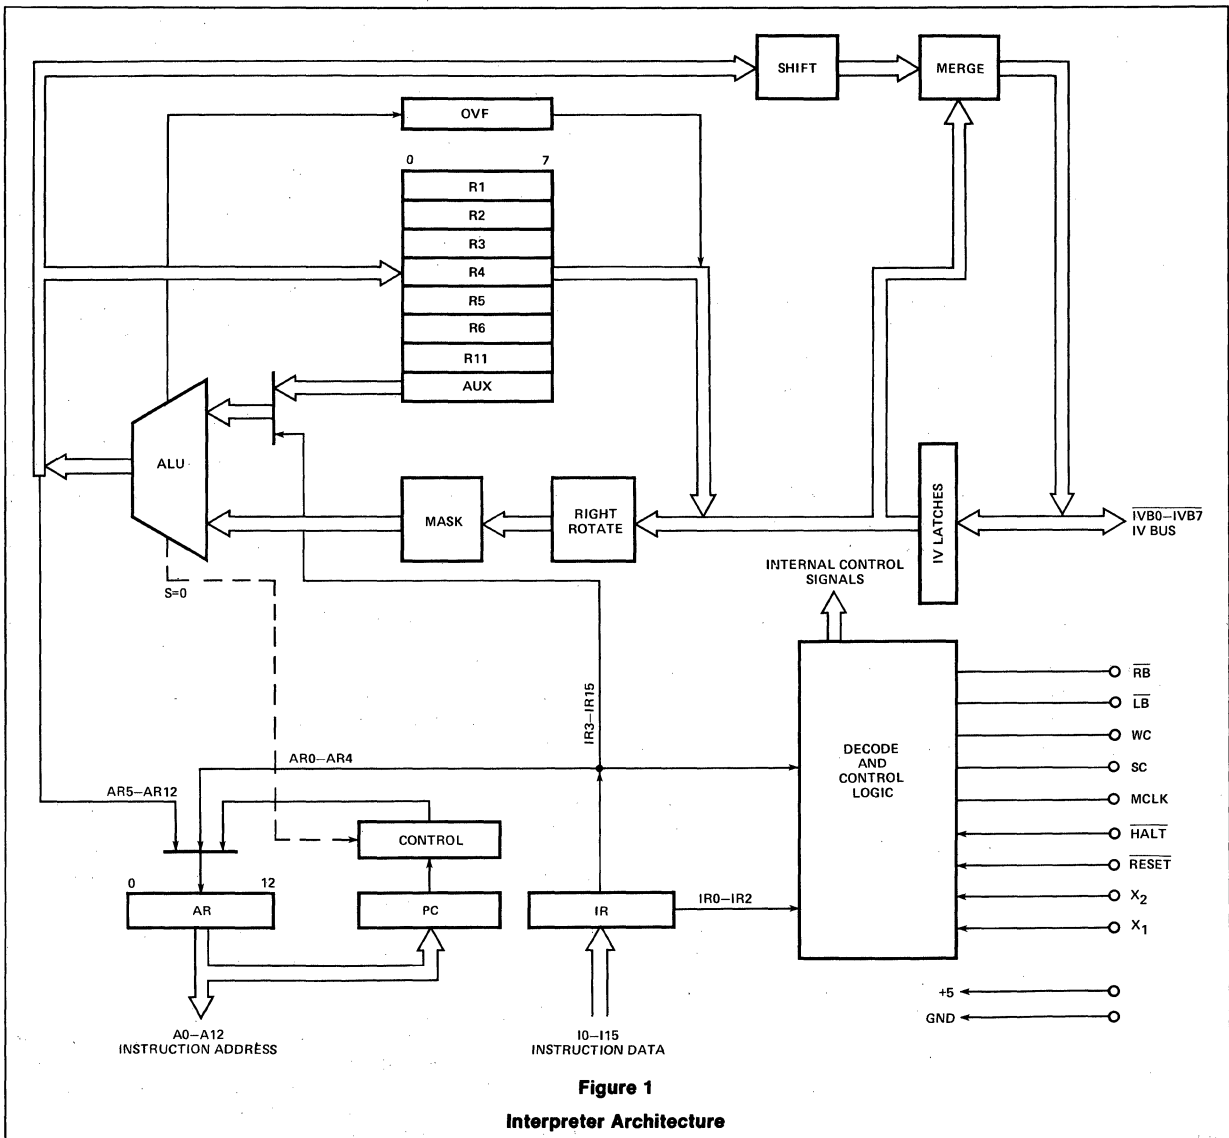 SHIFT
MERGE
OVF
0 7
R1
R2
R3
R4
R5
R6
R11
AUX
ALU
MASK
RIGHT
ROTATE
IV LATCHES
IVB0–IVB7
IV BUS
S=0
INTERNAL CONTROL
SIGNALS
IR3–IR15
AR0–AR4
AR5–AR12
DECODE
AND
CONTROL
LOGIC
RB
LB
WC
SC
MCLK
HALT
RESET
X2
X1
CONTROL
0 12
AR
PC
IR
IR0–IR2
+5
GND
A0–A12
INSTRUCTION ADDRESS
I0–I15
INSTRUCTION DATA
Figure 1
Interpreter Architecture